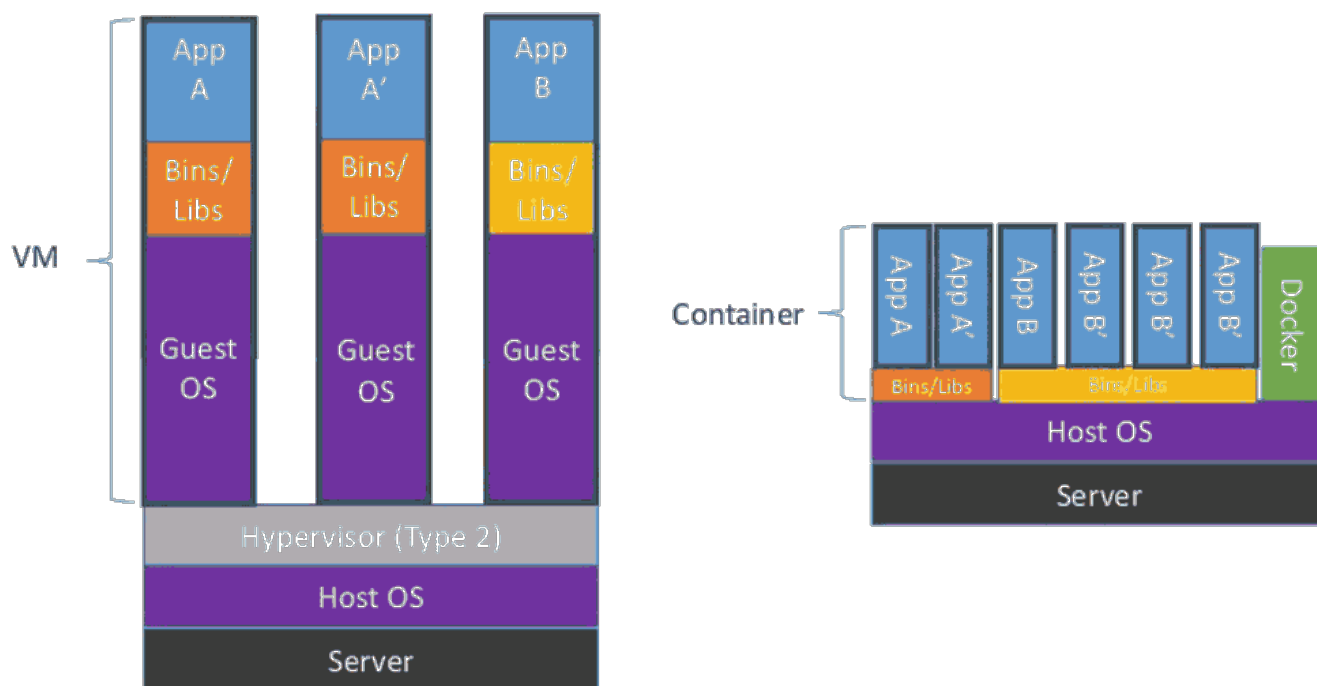 VM
App
A
Bins/
Libs
Guest
OS
App
A’
Bins/
Libs
Guest
OS
App
B
Bins/
Libs
Guest
OS
Hypervisor (Type 2)
Host OS
Server
Container
App A
App A’
App B
App B’
App B’
App B’
Docker
Bins/Libs
Bins/Libs
Host OS
Server